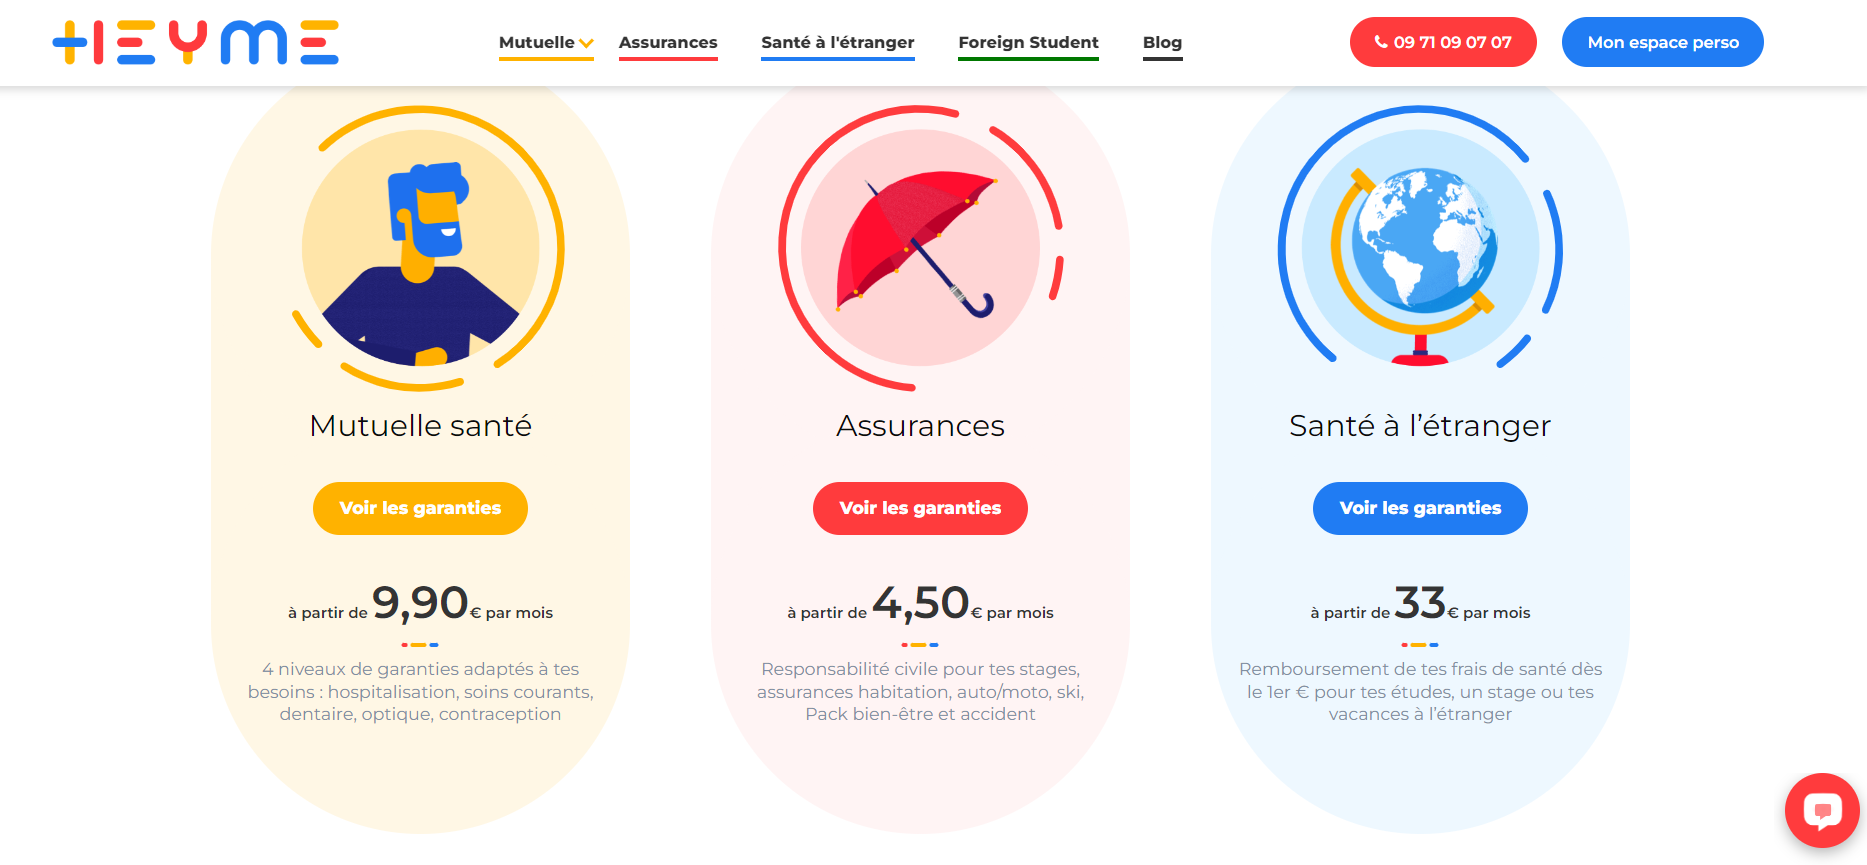 HEYME
Mutuelle Assurances Santé à l'étranger Foreign Student Blog
09 71 09 07 07
Mon espace perso
Mutuelle santé
Voir les garanties
à partir de 9,90€ par mois
4 niveaux de garanties adaptés à tes
besoins : hospitalisation, soins courants,
dentaire, optique, contraception
Assurances
Voir les garanties
à partir de 4,50€ par mois
Responsabilité civile pour tes stages,
assurances habitation, auto/moto, ski,
Pack bien-être et accident
Santé à l’étranger
Voir les garanties
à partir de 33€ par mois
Remboursement de tes frais de santé dès
le 1er € pour tes études, un stage ou tes
vacances à l’étranger